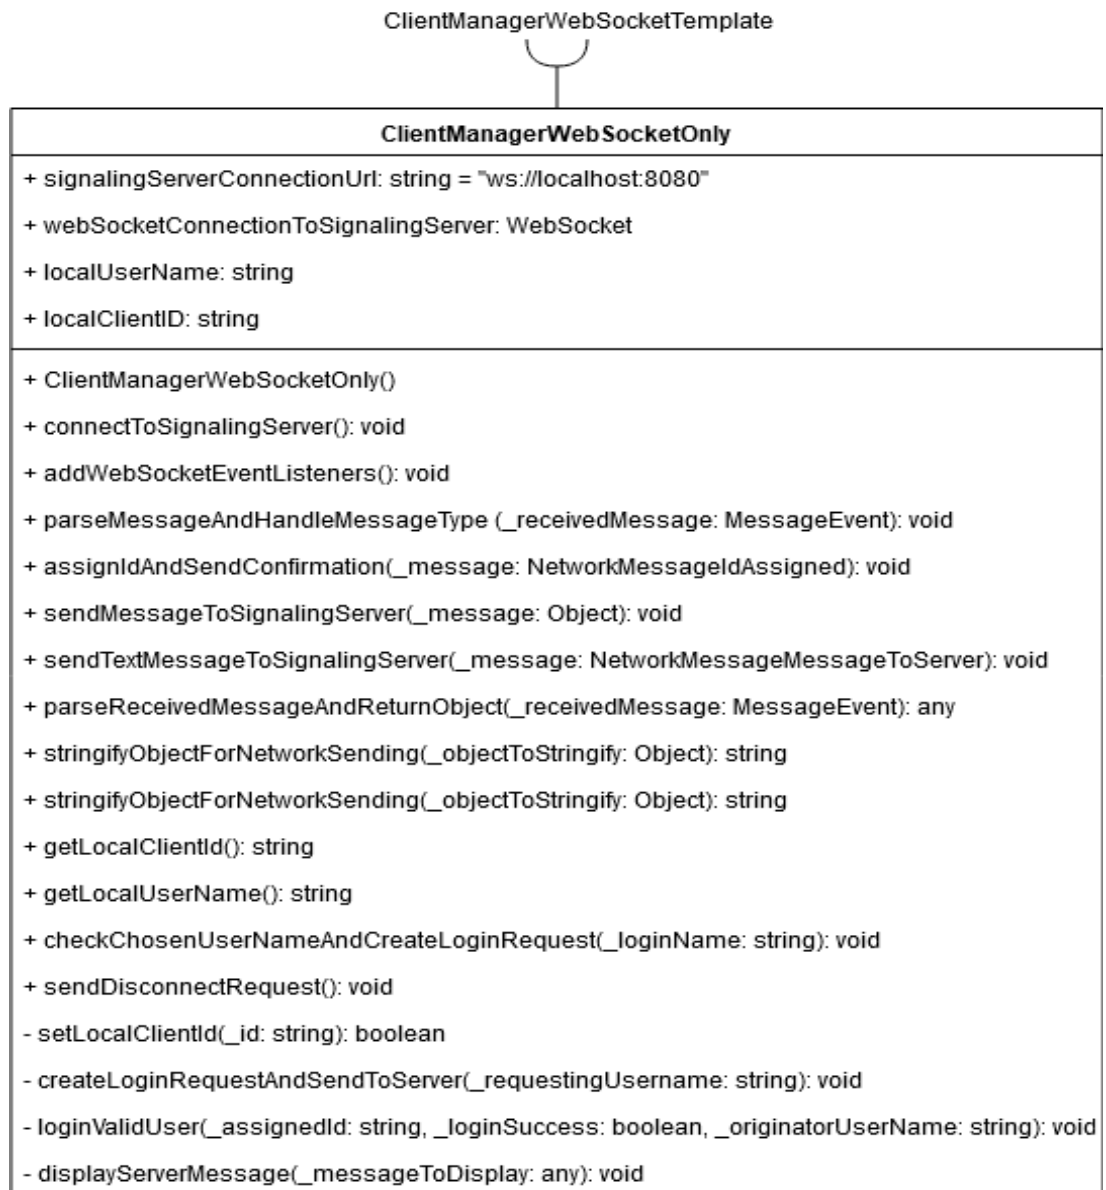 ClientManagerWebSocketTemplate
ClientManagerWebSocketOnly
+ signalingServerConnectionUrl: string = "ws://localhost:8080"
+ webSocketConnectionToSignalingServer: WebSocket
+ localUserName: string
+ localClientID: string
+ ClientManagerWebSocketOnly()
+ connectToSignalingServer(): void
+ addWebSocketEventListeners(): void
+ parseMessageAndHandleMessageType (_receivedMessage: MessageEvent): void
+ assignIdAndSendConfirmation(_message: NetworkMessageIdAssigned): void
+ sendMessageToSignalingServer(_message: Object): void
+ sendTextMessageToSignalingServer(_message: NetworkMessageMessageToServer): void
+ parseReceivedMessageAndReturnObject(_receivedMessage: MessageEvent): any
+ stringifyObjectForNetworkSending(_objectToStringify: Object): string
+ stringifyObjectForNetworkSending(_objectToStringify: Object): string
+ getLocalClientId(): string
+ getLocalUserName(): string
+ checkChosenUserNameAndCreateLoginRequest(_loginName: string): void
+ sendDisconnectRequest(): void
- setLocalClientId(_id: string): boolean
- createLoginRequestAndSendToServer(_requestingUsername: string): void
- loginValidUser(_assignedId: string, _loginSuccess: boolean, _originatorUserName: string): void
- displayServerMessage(_messageToDisplay: any): void